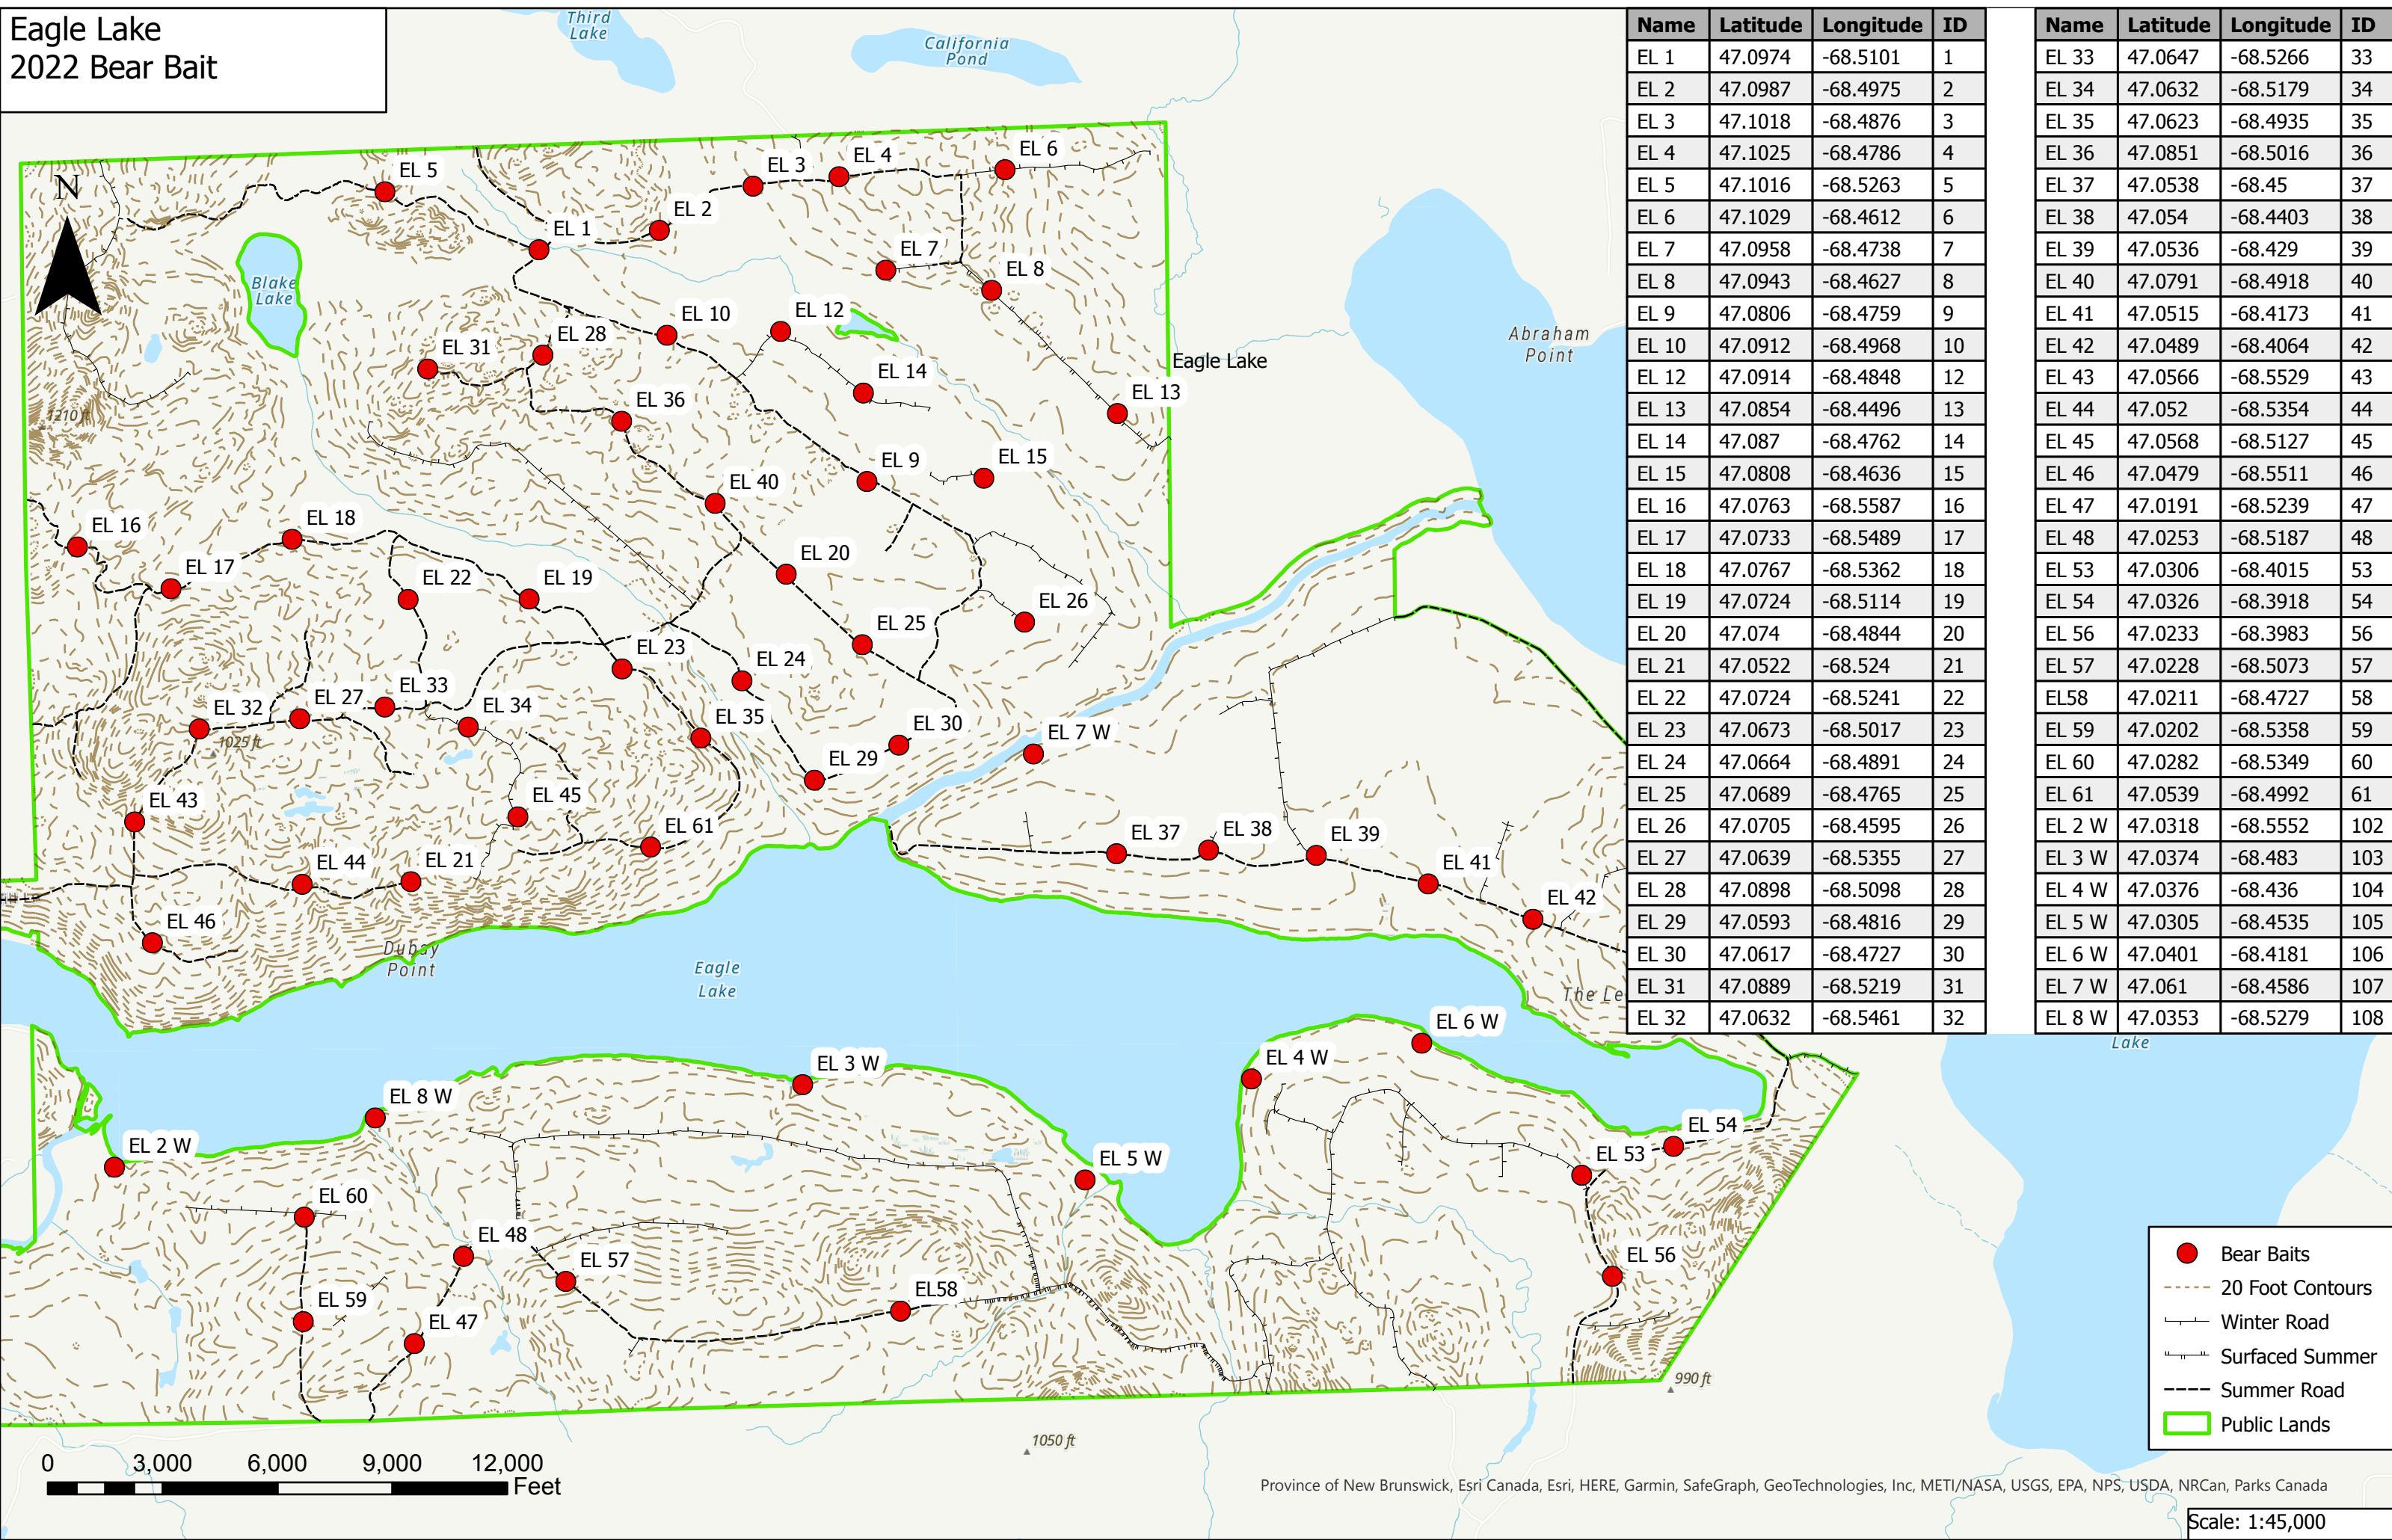 Eagle Lake
2022 Bear Bait
Third
Lake
California
Pond
N
EL 5
EL 3
EL 4
EL 6
EL 2
EL 1
EL 7
EL 8
Blake
Lake
EL 10
EL 12
EL 28
EL 31
Abraham
Point
Eagle Lake
EL 14
EL 13
EL 36
1210 ft
EL 9
EL 15
EL 40
EL 16
EL 18
EL 20
EL 17
EL 22
EL 19
EL 26
EL 25
EL 23
EL 24
EL 33
EL 27
EL 32
EL 34
EL 35
EL 30
EL 7 W
1025 ft
EL 29
EL 43
EL 45
EL 61
EL 37
EL 38
EL 39
EL 41
EL 44
EL 21
EL 42
EL 46
Dubay
Point
Eagle
Lake
The Le
EL 6 W
EL 4 W
EL 3 W
Lake
EL 8 W
EL 54
EL 2 W
EL 5 W
EL 53
EL 60
EL 48
EL 57
EL 56
EL58
EL 59
EL 47
990 ft
1050 ft
Name Latitude Longitude ID
EL 1 47.0974 -68.5101 1
EL 2 47.0987 -68.4975 2
EL 3 47.1018 -68.4876 3
EL 4 47.1025 -68.4786 4
EL 5 47.1016 -68.5263 5
EL 6 47.1029 -68.4612 6
EL 7 47.0958 -68.4738 7
EL 8 47.0943 -68.4627 8
EL 9 47.0806 -68.4759 9
EL 10 47.0912 -68.4968 10
EL 12 47.0914 -68.4848 12
EL 13 47.0854 -68.4496 13
EL 14 47.087 -68.4762 14
EL 15 47.0808 -68.4636 15
EL 16 47.0763 -68.5587 16
EL 17 47.0733 -68.5489 17
EL 18 47.0767 -68.5362 18
EL 19 47.0724 -68.5114 19
EL 20 47.074 -68.4844 20
EL 21 47.0522 -68.524 21
EL 22 47.0724 -68.5241 22
EL 23 47.0673 -68.5017 23
EL 24 47.0664 -68.4891 24
EL 25 47.0689 -68.4765 25
EL 26 47.0705 -68.4595 26
EL 27 47.0639 -68.5355 27
EL 28 47.0898 -68.5098 28
EL 29 47.0593 -68.4816 29
EL 30 47.0617 -68.4727 30
EL 31 47.0889 -68.5219 31
EL 32 47.0632 -68.5461 32
Name Latitude Longitude ID
EL 33 47.0647 -68.5266 33
EL 34 47.0632 -68.5179 34
EL 35 47.0623 -68.4935 35
EL 36 47.0851 -68.5016 36
EL 37 47.0538 -68.45 37
EL 38 47.054 -68.4403 38
EL 39 47.0536 -68.429 39
EL 40 47.0791 -68.4918 40
EL 41 47.0515 -68.4173 41
EL 42 47.0489 -68.4064 42
EL 43 47.0566 -68.5529 43
EL 44 47.052 -68.5354 44
EL 45 47.0568 -68.5127 45
EL 46 47.0479 -68.5511 46
EL 47 47.0191 -68.5239 47
EL 48 47.0253 -68.5187 48
EL 53 47.0306 -68.4015 53
EL 54 47.0326 -68.3918 54
EL 56 47.0233 -68.3983 56
EL 57 47.0228 -68.5073 57
EL58 47.0211 -68.4727 58
EL 59 47.0202 -68.5358 59
EL 60 47.0282 -68.5349 60
EL 61 47.0539 -68.4992 61
EL 2 W 47.0318 -68.5552 102
EL 3 W 47.0374 -68.483 103
EL 4 W 47.0376 -68.436 104
EL 5 W 47.0305 -68.4535 105
EL 6 W 47.0401 -68.4181 106
EL 7 W 47.061 -68.4586 107
EL 8 W 47.0353 -68.5279 108
Bear Baits
20 Foot Contours
Winter Road
Surfaced Summer
Summer Road
Public Lands
0 3,000 6,000 9,000 12,000
Feet
Province of New Brunswick, Esri Canada, Esri, HERE, Garmin, SafeGraph, GeoTechnologies, Inc, METI/NASA, USGS, EPA, NPS, USDA, NRCan, Parks Canada
Scale: 1:45,000